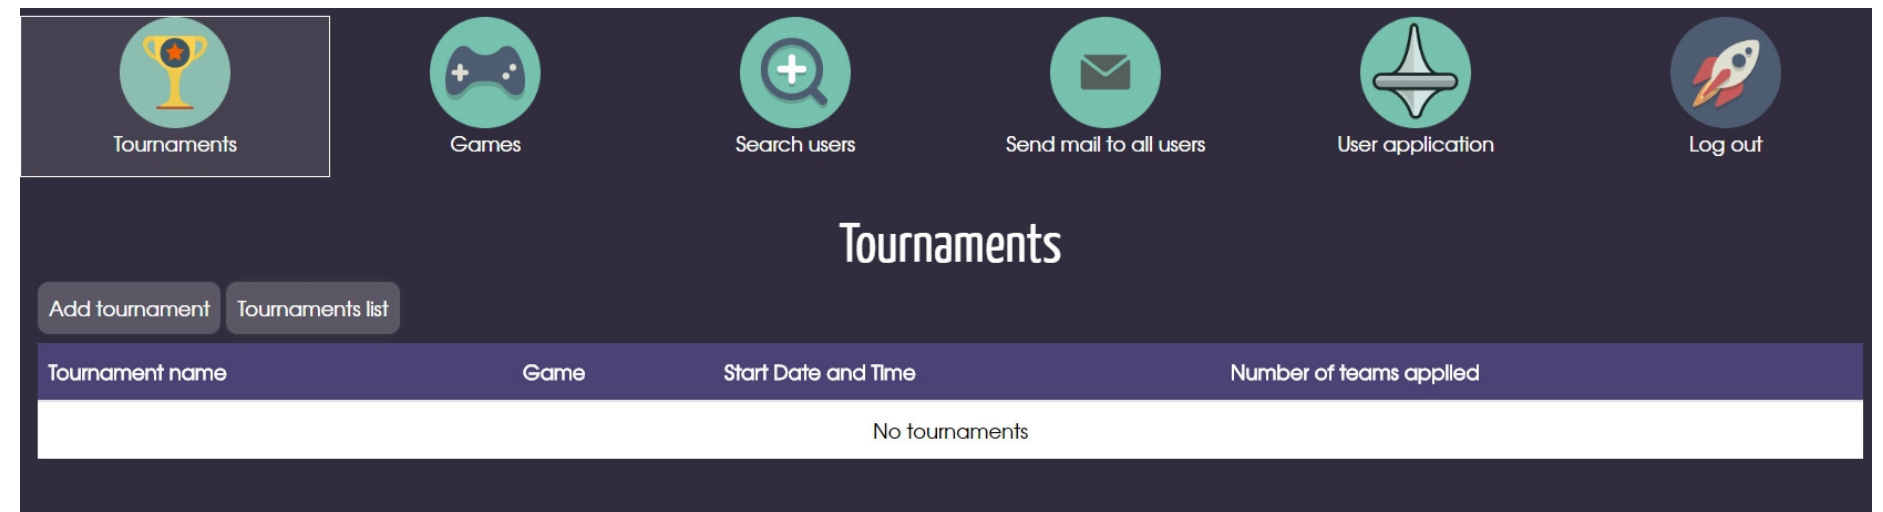 Tournaments Games Search users Send mail to all users User application Log out
Tournaments
Add tournament Tournaments list
Tournament name Game Start Date and Time Number of teams applied
No tournaments